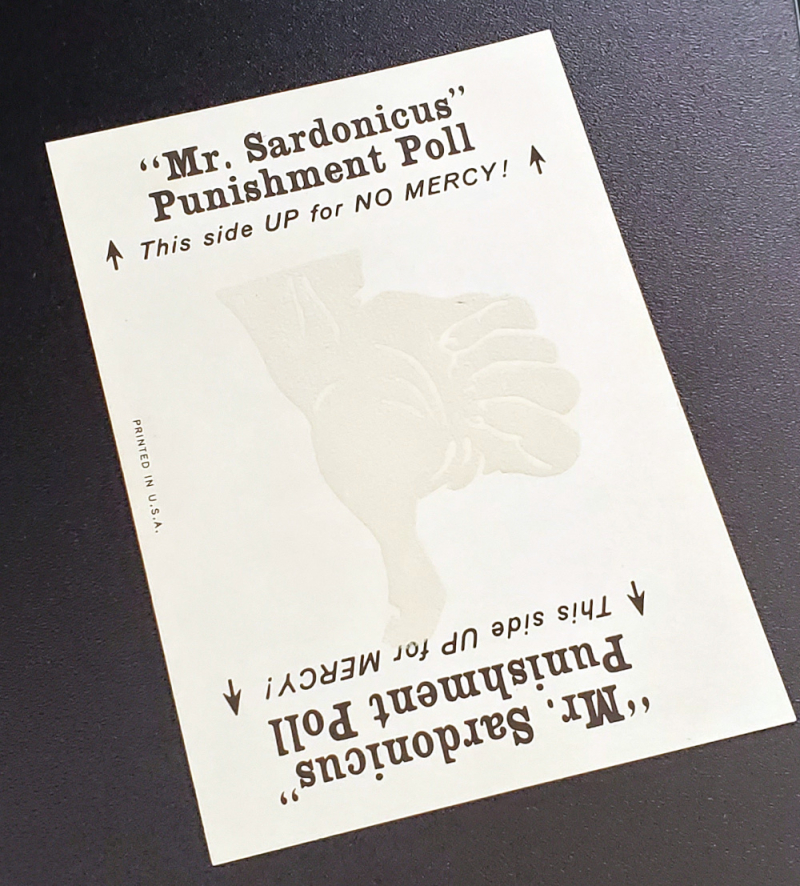 “Mr. Sardonicus”
Punishment Poll
This side UP for NO MERCY!
PRINTED IN U.S.A.
“Mr. Sardonicus”
Punishment Poll
This side UP for MERCY!